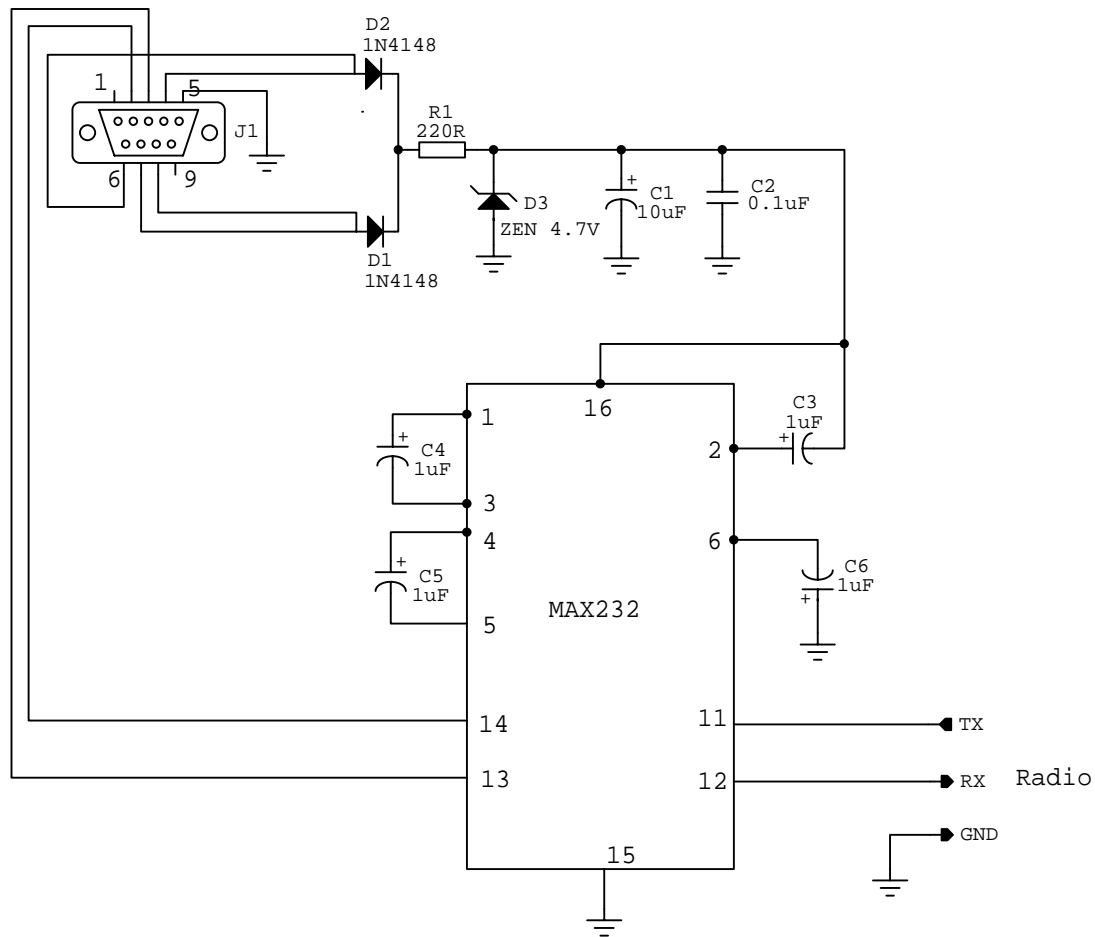 D2
1N4148
1
5
J1
6
9
R1
220R
D3
ZEN 4.7V
+
C1
10uF
C2
0.1uF
D1
1N4148
16
1
+
C4
1uF
3
4
+
C5
1uF
5
MAX232
2
C3
1uF
+
6
C6
1uF
+
14
13
11
TX
12
RX
Radio
GND
15